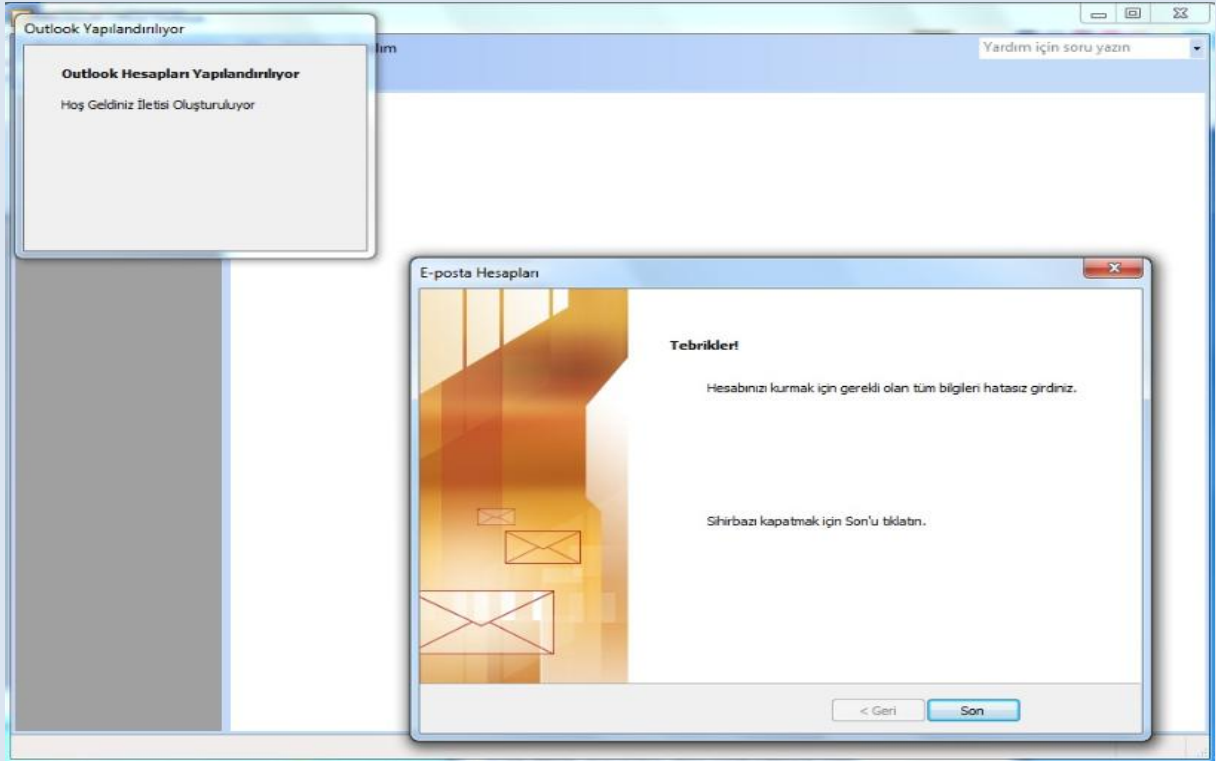 Outlook Yapılandırılıyor
Outlook Hesapları Yapılandırılıyor
Hoş Geldiniz İletisi Oluşturuluyor
Yardım için soru yazın
E-posta Hesapları
Tebrikler!
Hesabınızı kurmak için gerekli olan tüm bilgileri hatasız girdiniz.
Sihirbazı kapatmak için Son'u tıklatın.
< Geri
Son